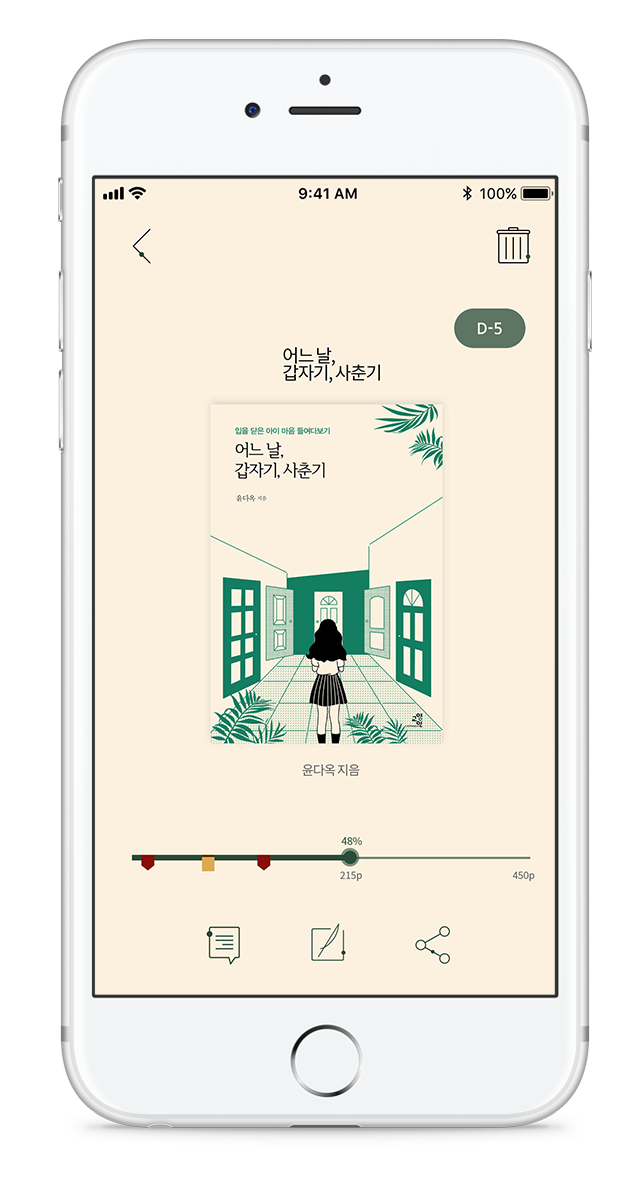 9:41 AM
100%
D-5
어느 날,
갑자기, 사춘기
입을 닫은 아이 마음 들여다보기
어느 날,
갑자기, 사춘기
윤다옥 지음
윤다옥 지음
48%
215p
450p